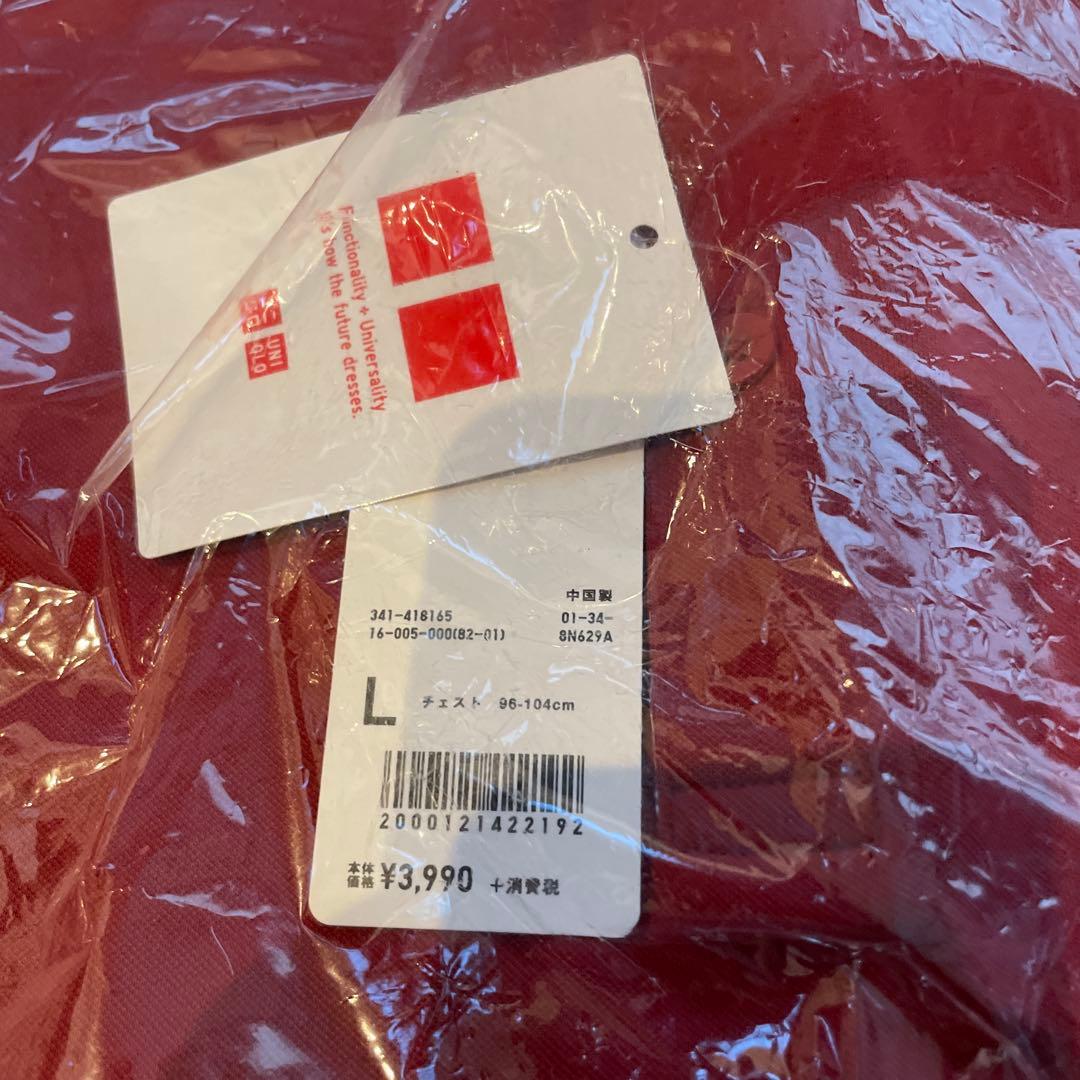 Functionality + Universality
is how the future dresses.
UNI
QLO
中国製
341-418165
01-34-
16-005-000(82-01)
8N629A
L チェスト 96-104cm
2000121422192
本体
価格 ¥3,990 +消費税